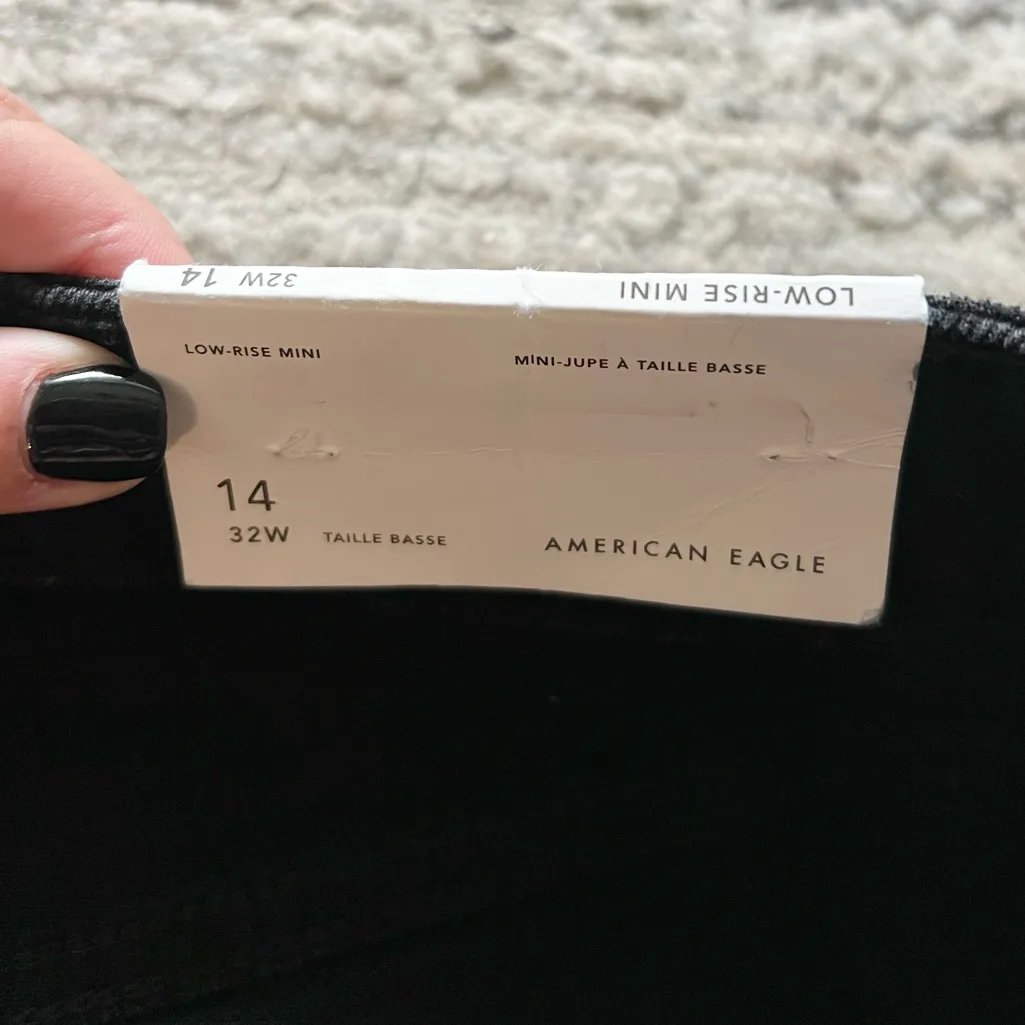 LOW-RISE MINI
32W 14
LOW-RISE MINI
MINI-JUPE À TAILLE BASSE
14
32W
TAILLE BASSE
AMERICAN EAGLE